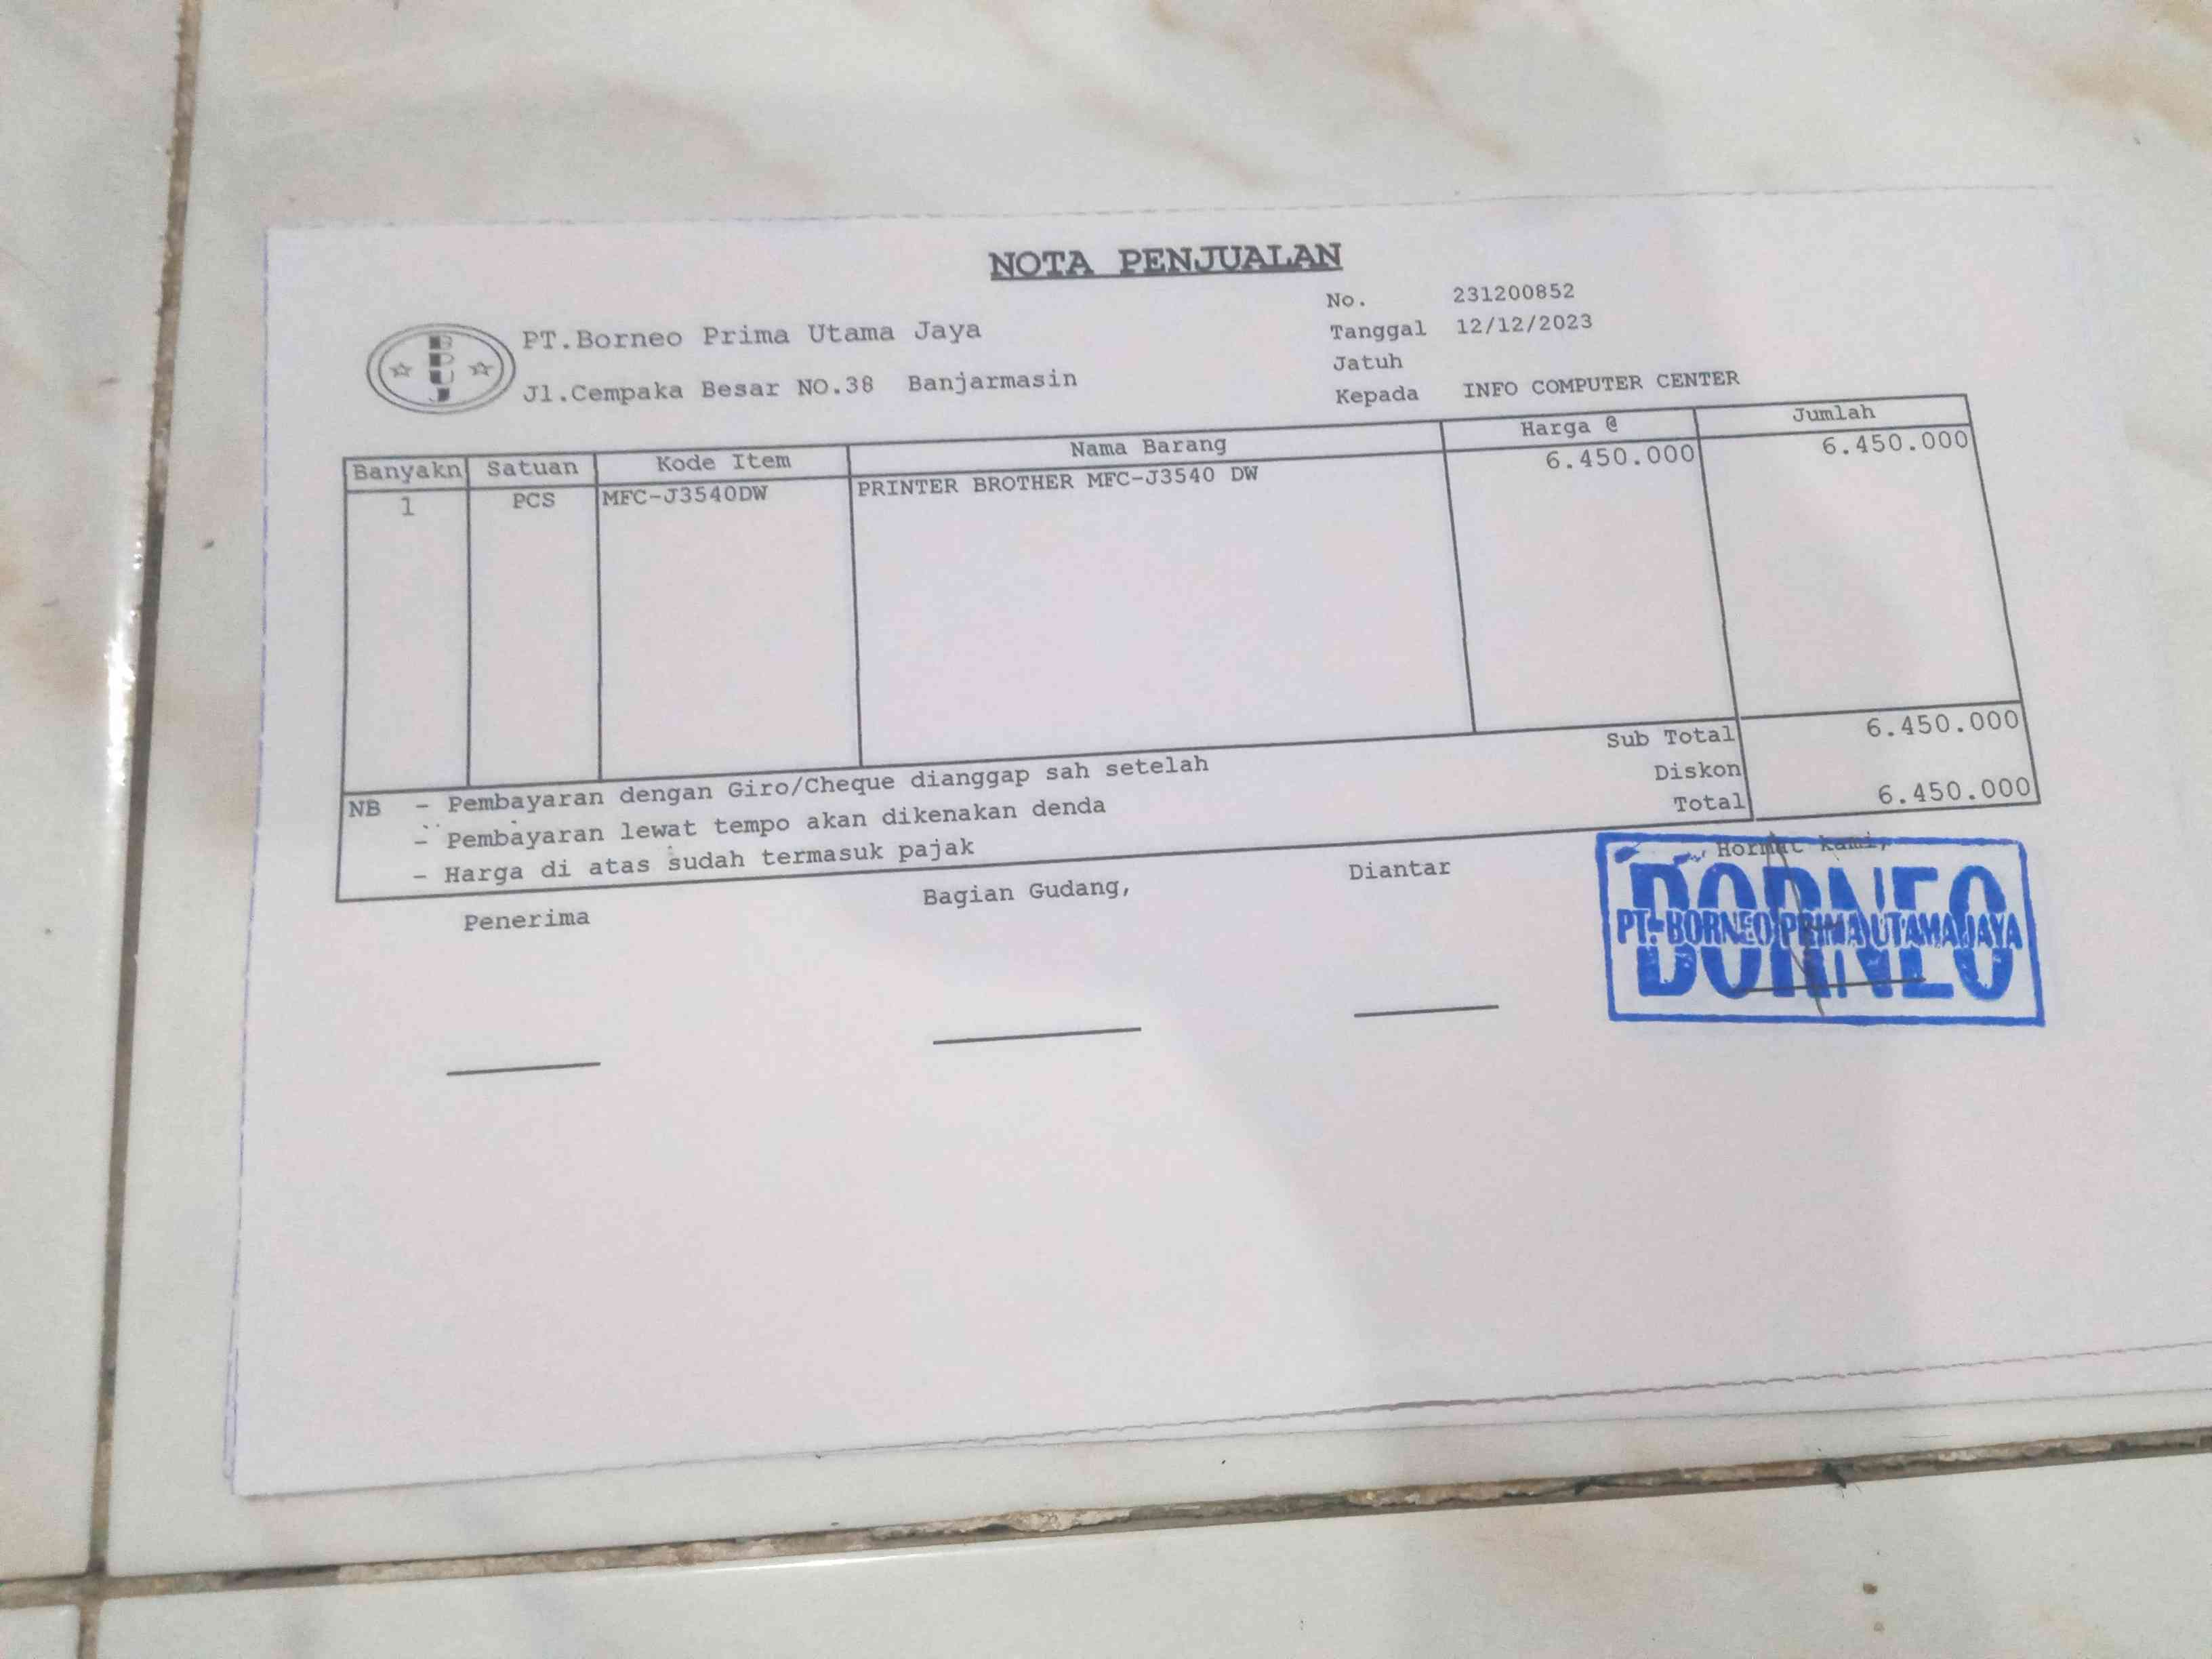 NOTA PENJUALAN
No. 231200852
Tanggal 12/12/2023
Jatuh
Kepada INFO COMPUTER CENTER
BPUJ
PT.Borneo Prima Utama Jaya
Jl.Cempaka Besar NO.38 Banjarmasin
Banyakn Satuan Kode Item Nama Barang Harga @ Jumlah
1 PCS MFC-J3540DW PRINTER BROTHER MFC-J3540 DW 6.450.000 6.450.000
Sub Total 6.450.000
Diskon
Total 6.450.000
NB - Pembayaran dengan Giro/Cheque dianggap sah setelah
- Pembayaran lewat tempo akan dikenakan denda
- Harga di atas sudah termasuk pajak
Penerima Bagian Gudang, Diantar Hormat kami,
BORNEO
PT. BORNEO PRIMA UTAMA JAYA